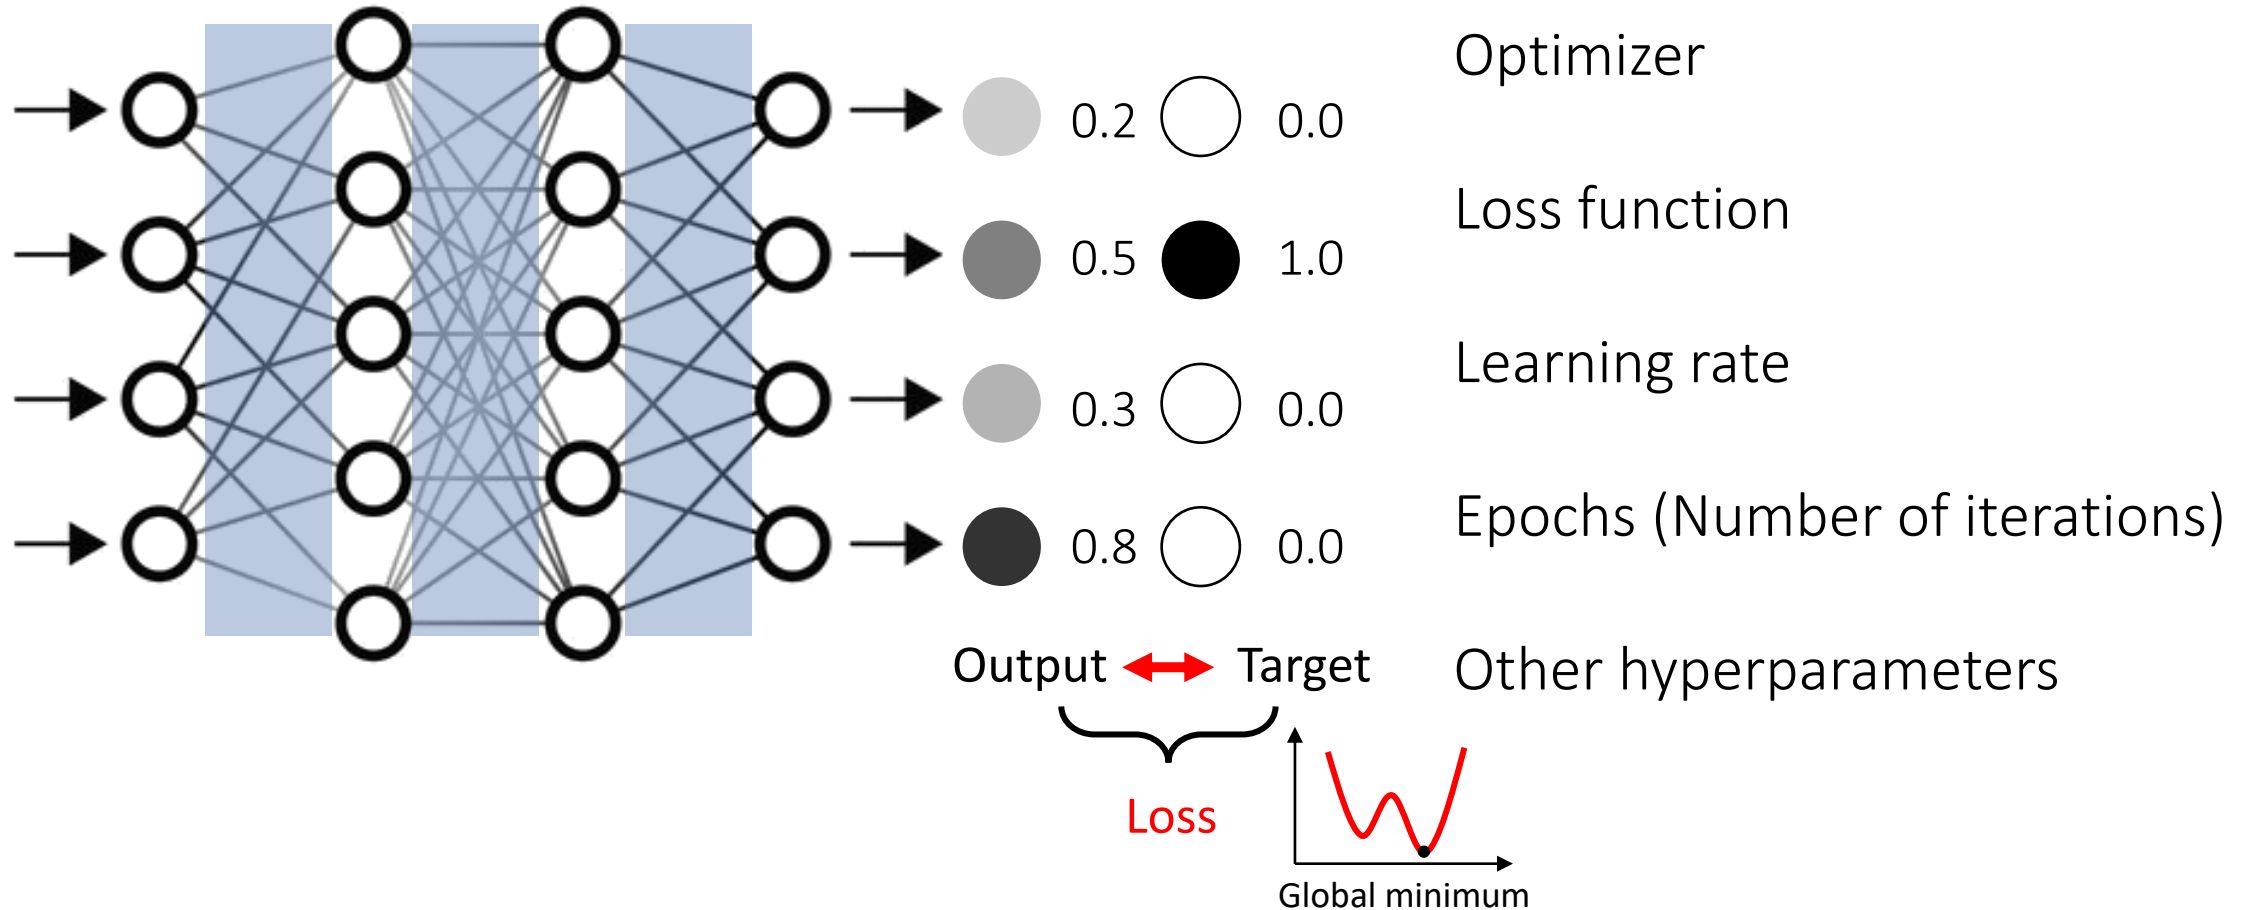 Optimizer
0.2 0.0
Loss function
0.5 1.0
Learning rate
0.3 0.0
Epochs (Number of iterations)
0.8 0.0
Output Target
Other hyperparameters
Loss
Global minimum